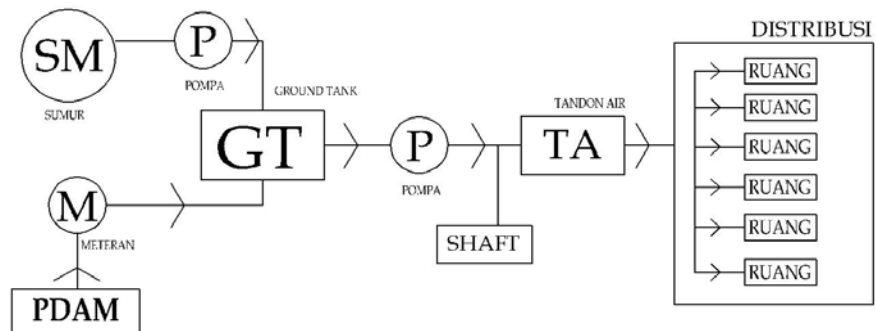 DISTRIBUSI
SM
SUMUR
P
POMPA
GROUND TANK
GT
M
METERAN
PDAM
P
POMPA
SHAFT
TANDON AIR
TA
RUANG
RUANG
RUANG
RUANG
RUANG
RUANG